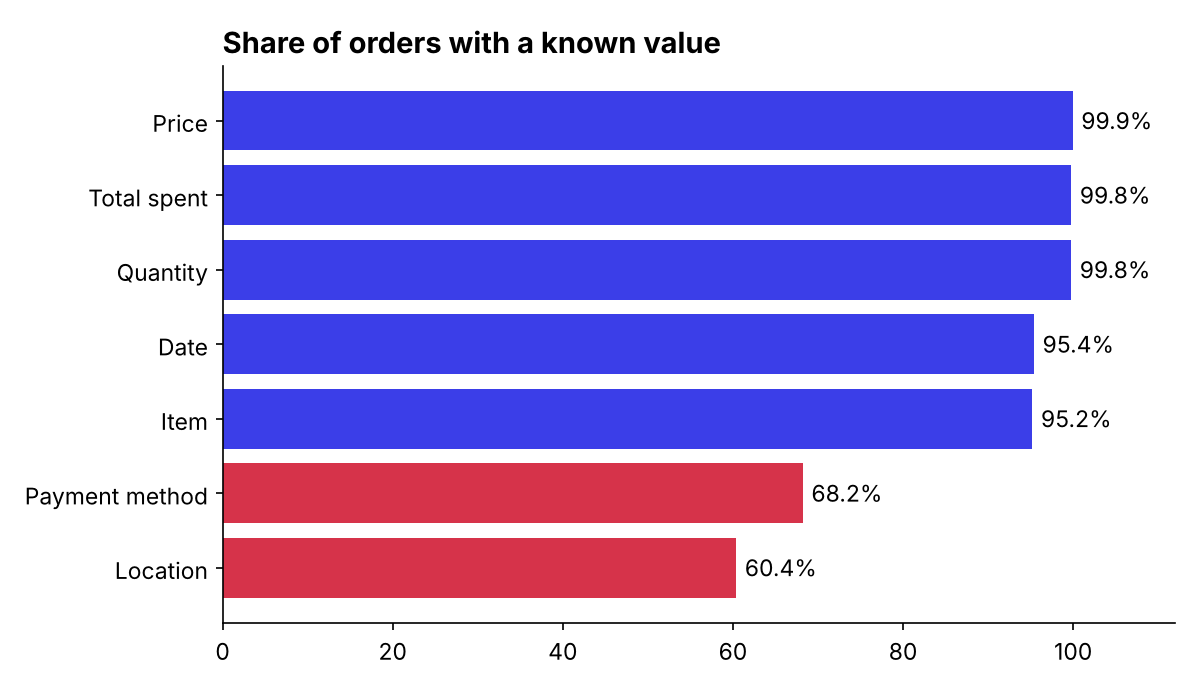 Share of orders with a known value
Price 99.9%
Total spent 99.8%
Quantity 99.8%
Date 95.4%
Item 95.2%
Payment method 68.2%
Location 60.4%
0 20 40 60 80 100